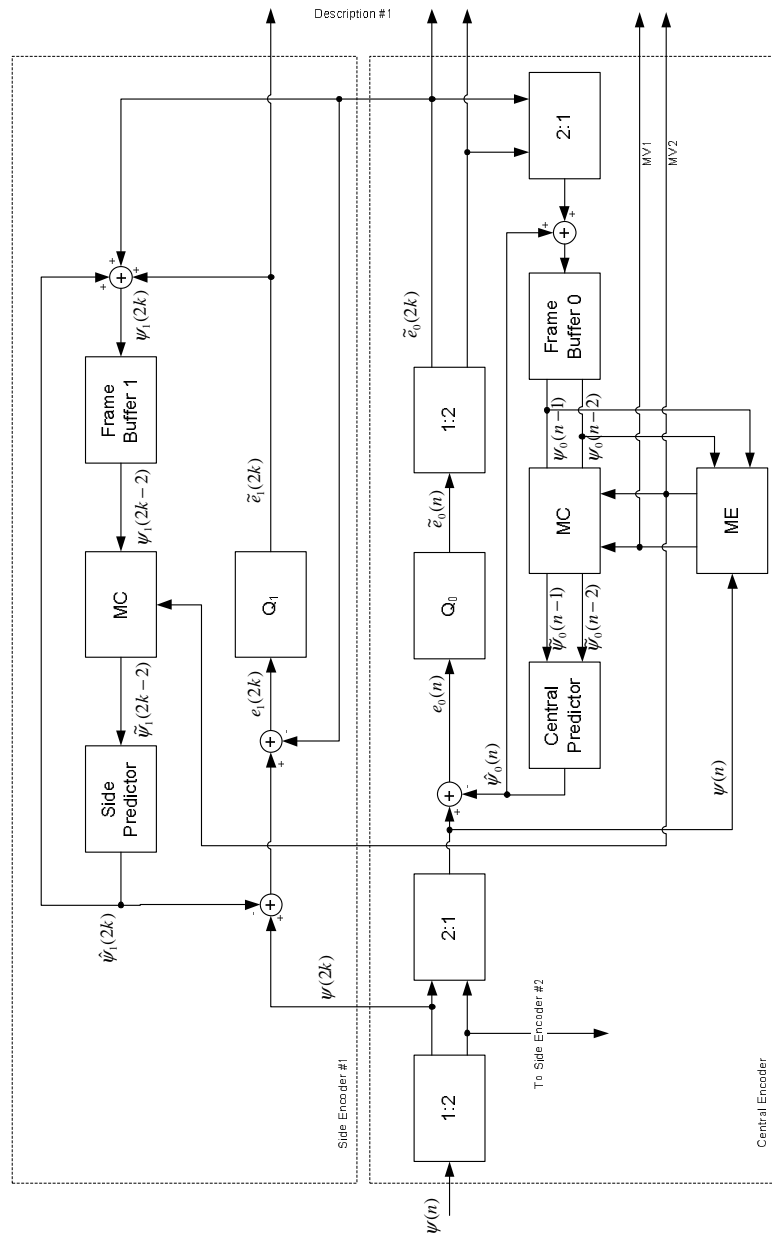 Description #1
ψ₁(2k)
Frame Buffer 1
ψ₁(2k − 2)
MC
ψ̃₁(2k − 2)
Side Predictor
ψ̂₁(2k)
ẽ₁(2k)
Q₁
e₁(2k)
ψ(2k)
Side Encoder #1
2:1
MV1
MV2
Frame Buffer 0
ẽ₀(2k)
1:2
ẽ₀(n)
Q₀
e₀(n)
ψ₀(n−1)
ψ₀(n−2)
MC
ME
ψ̃₀(n−1)
ψ̃₀(n−2)
Central Predictor
ψ̂₀(n)
ψ(n)
2:1
To Side Encoder #2
1:2
ψ(n)
Central Encoder
+
+
+
+
+
+
-
+
-
+
+
+
+
+
-
+